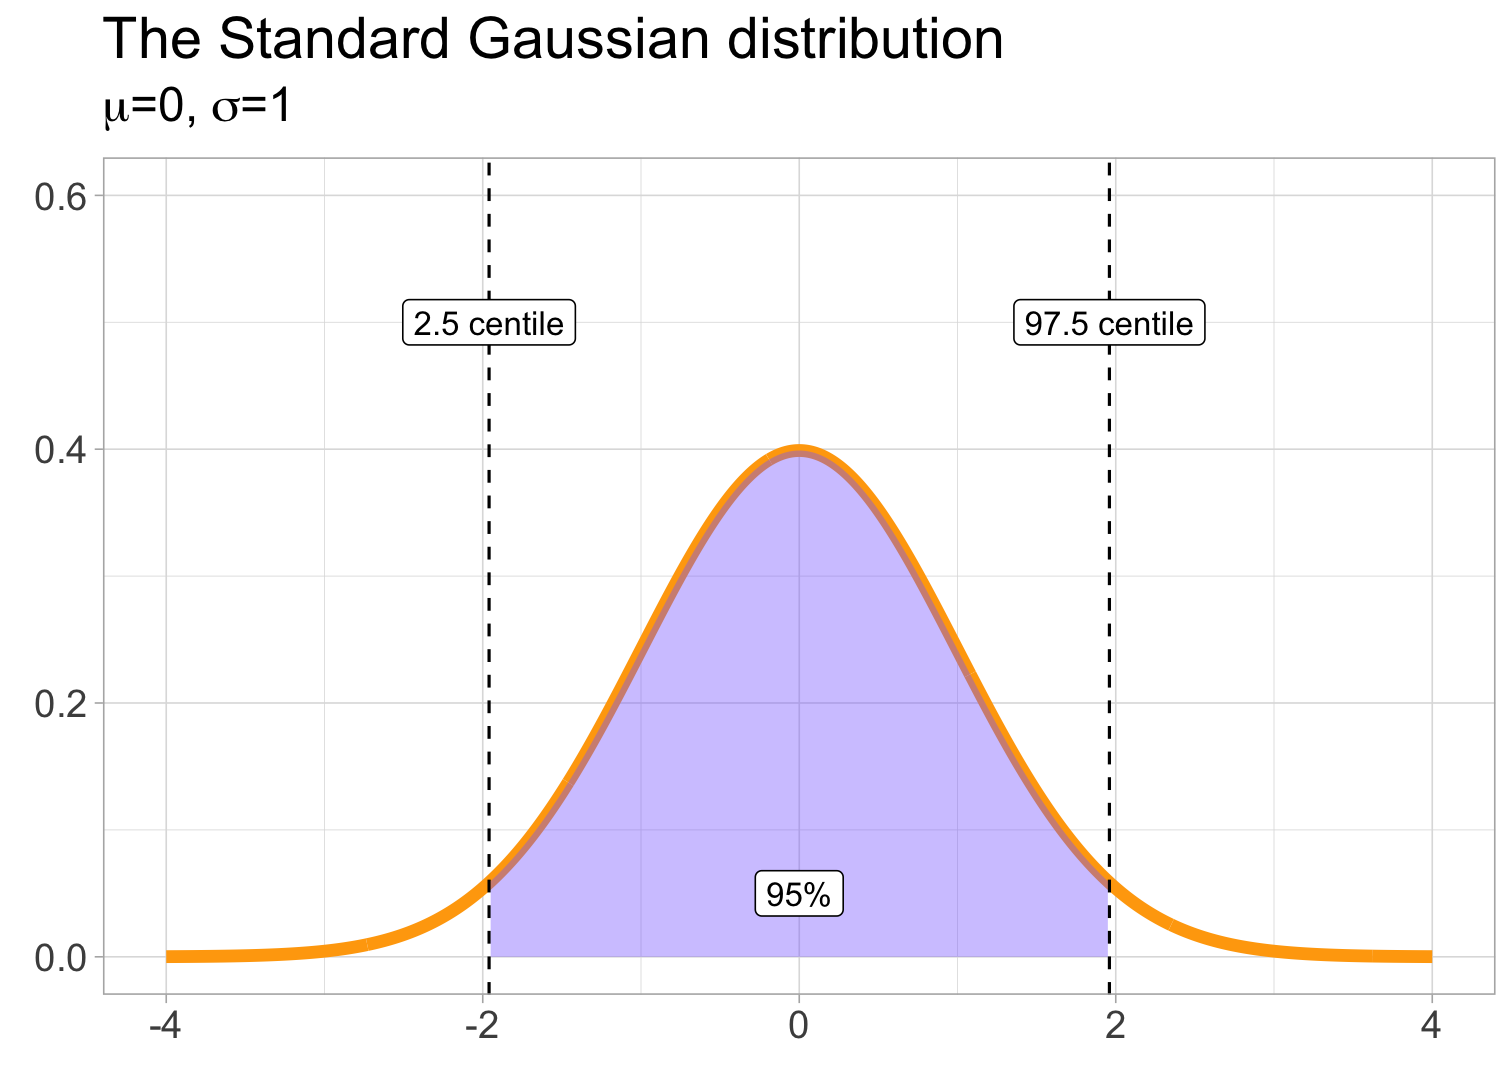 The Standard Gaussian distribution
μ=0, σ=1
0.6
2.5 centile
97.5 centile
0.4
0.2
95%
0.0
-4
-2
0
2
4